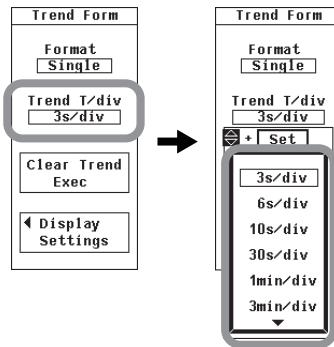 Trend Form
Format
Single
Trend T/div
3s/div
Clear Trend
Exec
Display
Settings
Trend Form
Format
Single
Trend T/div
3s/div
+ Set
3s/div
6s/div
10s/div
30s/div
1min/div
3min/div